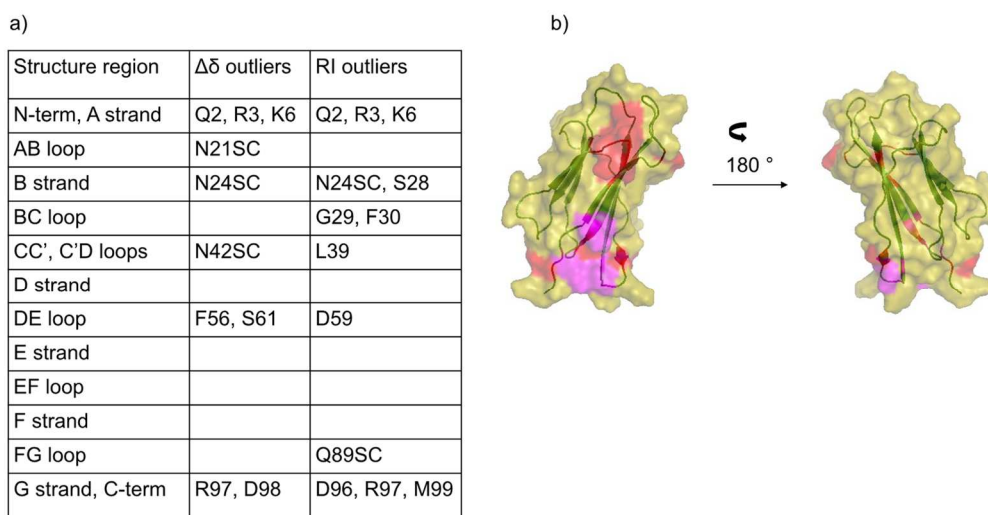 a)
b)
Structure region Δδ outliers RI outliers
N-term, A strand Q2, R3, K6 Q2, R3, K6
AB loop N21SC
B strand N24SC N24SC, S28
BC loop G29, F30
CC', C'D loops N42SC L39
D strand
DE loop F56, S61 D59
E strand
EF loop
F strand
FG loop Q89SC
G strand, C-term R97, D98 D96, R97, M99
180 °